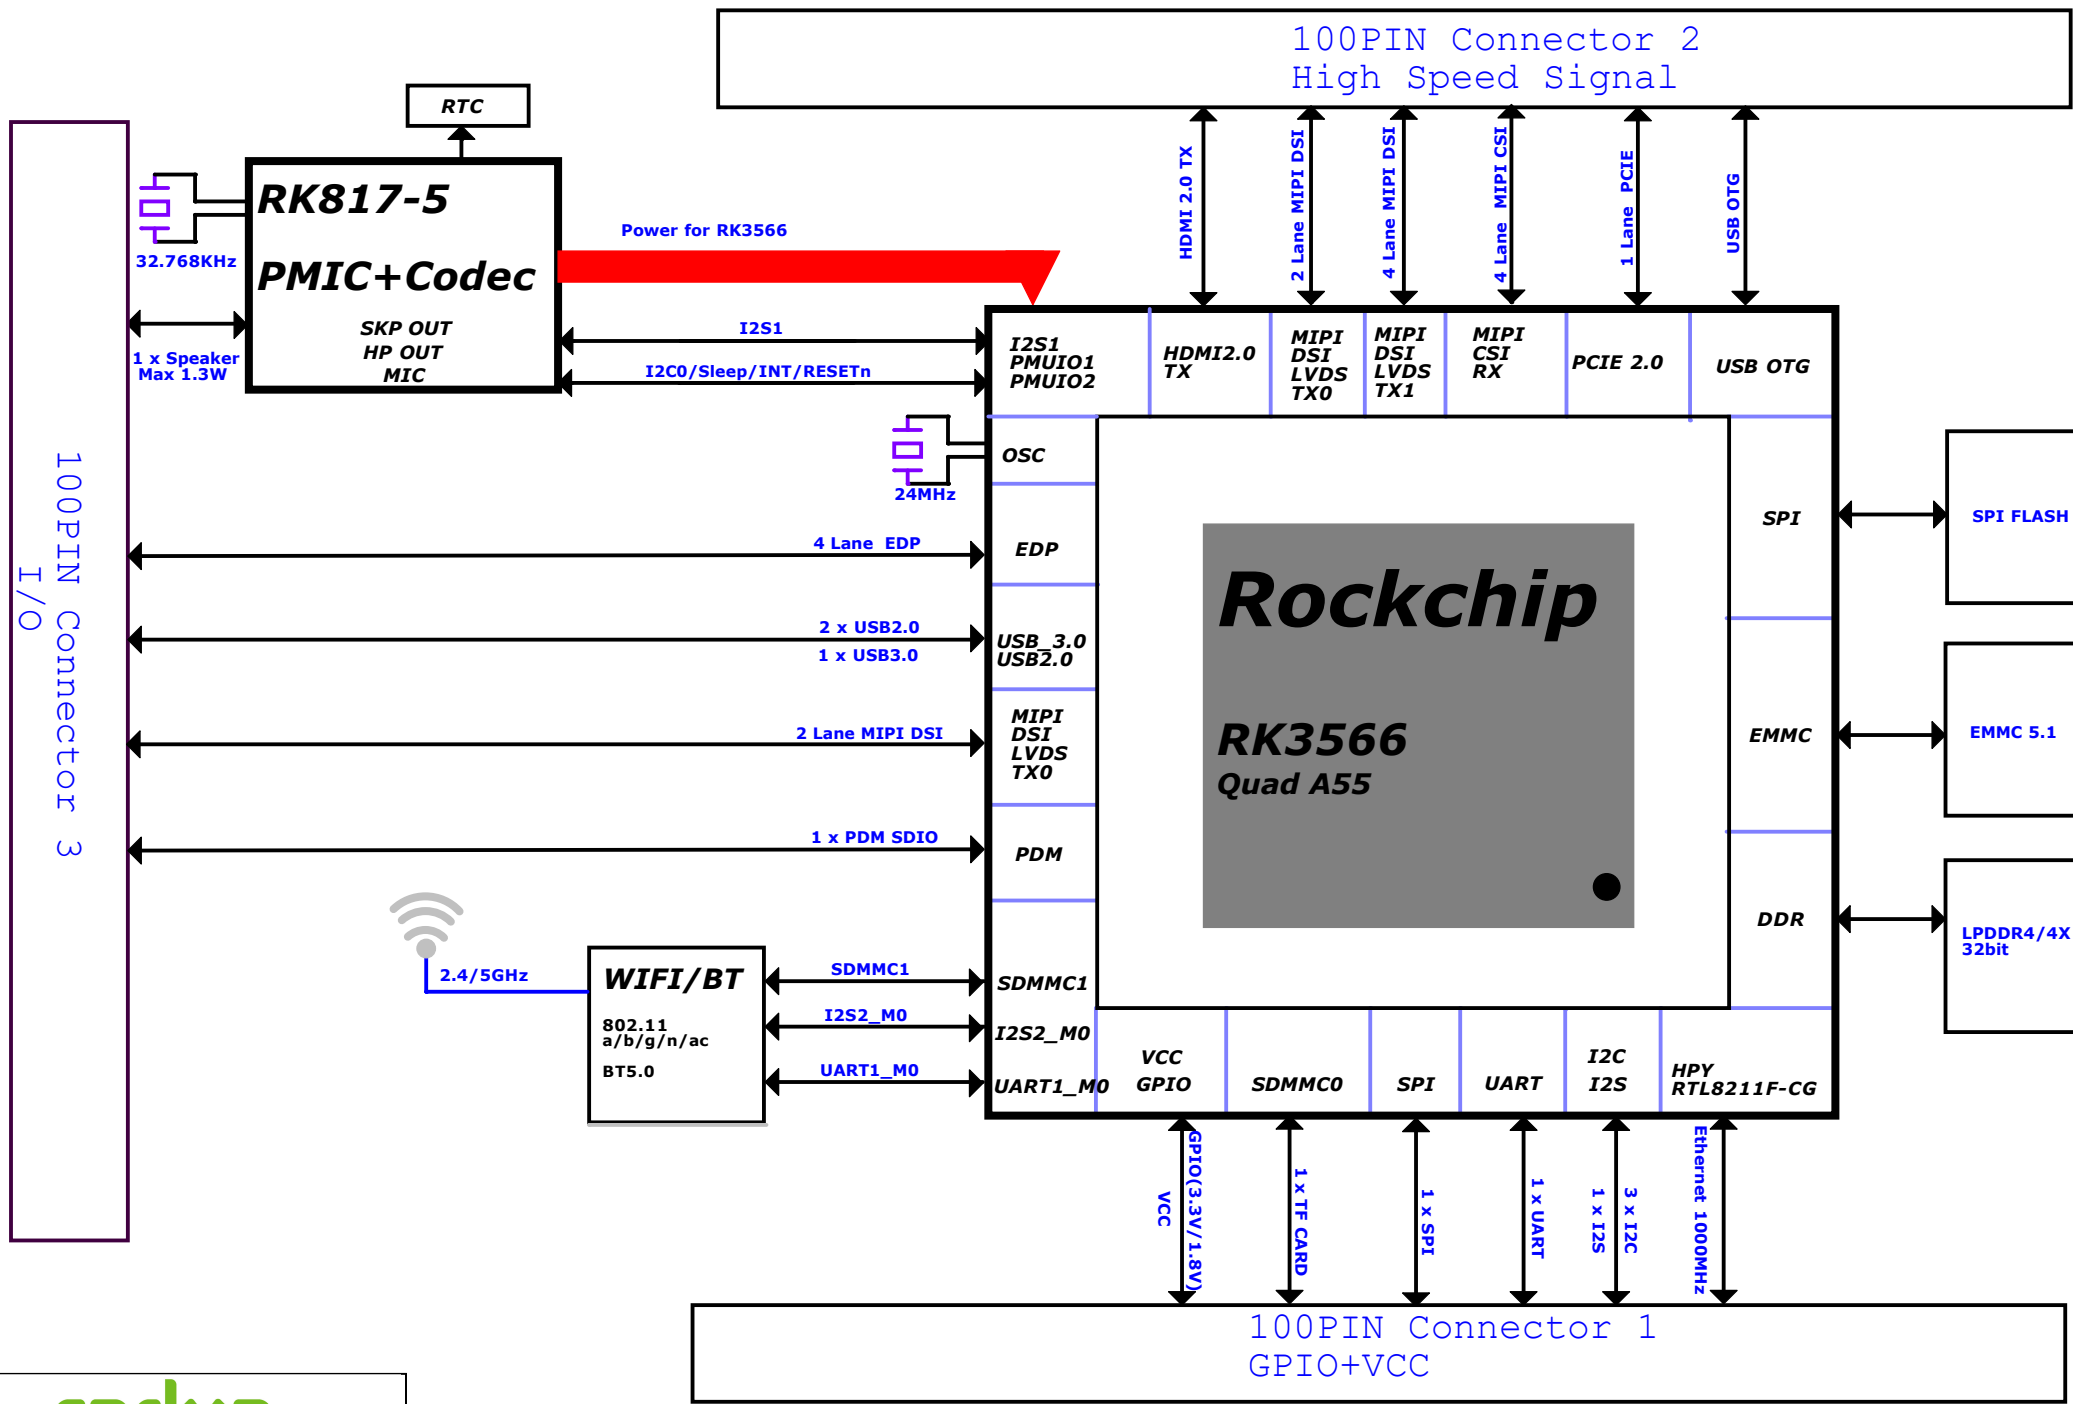 100PIN Connector 2
High Speed Signal
RTC
RK817-5
PMIC+Codec
SKP OUT
HP OUT
MIC
32.768KHz
1 x Speaker
Max 1.3W
Power for RK3566
I2S1
I2C0/Sleep/INT/RESETn
HDMI 2.0 TX
2 Lane MIPI DSI
4 Lane MIPI DSI
4 Lane MIPI CSI
1 Lane PCIE
USB OTG
I2S1
PMUIO1
PMUIO2
HDMI2.0
TX
MIPI
DSI
LVDS
TX0
MIPI
DSI
LVDS
TX1
MIPI
CSI
RX
PCIE 2.0
USB OTG
24MHz
OSC
100PIN Connector 3
I/O
4 Lane EDP
EDP
2 x USB2.0
1 x USB3.0
USB_3.0
USB2.0
2 Lane MIPI DSI
MIPI
DSI
LVDS
TX0
1 x PDM SDIO
PDM
Rockchip
RK3566
Quad A55
SPI
SPI FLASH
EMMC
EMMC 5.1
DDR
LPDDR4/4X
32bit
2.4/5GHz
WIFI/BT
802.11
a/b/g/n/ac
BT5.0
SDMMC1
I2S2_M0
UART1_M0
SDMMC1
I2S2_M0
UART1_M0
VCC
GPIO
SDMMC0
SPI
UART
I2C
I2S
HPY
RTL8211F-CG
GPIO(3.3V/1.8V)
VCC
1 x TF CARD
1 x SPI
1 x UART
3 x I2C
1 x I2S
Ethernet 1000MHz
100PIN Connector 1
GPIO+VCC